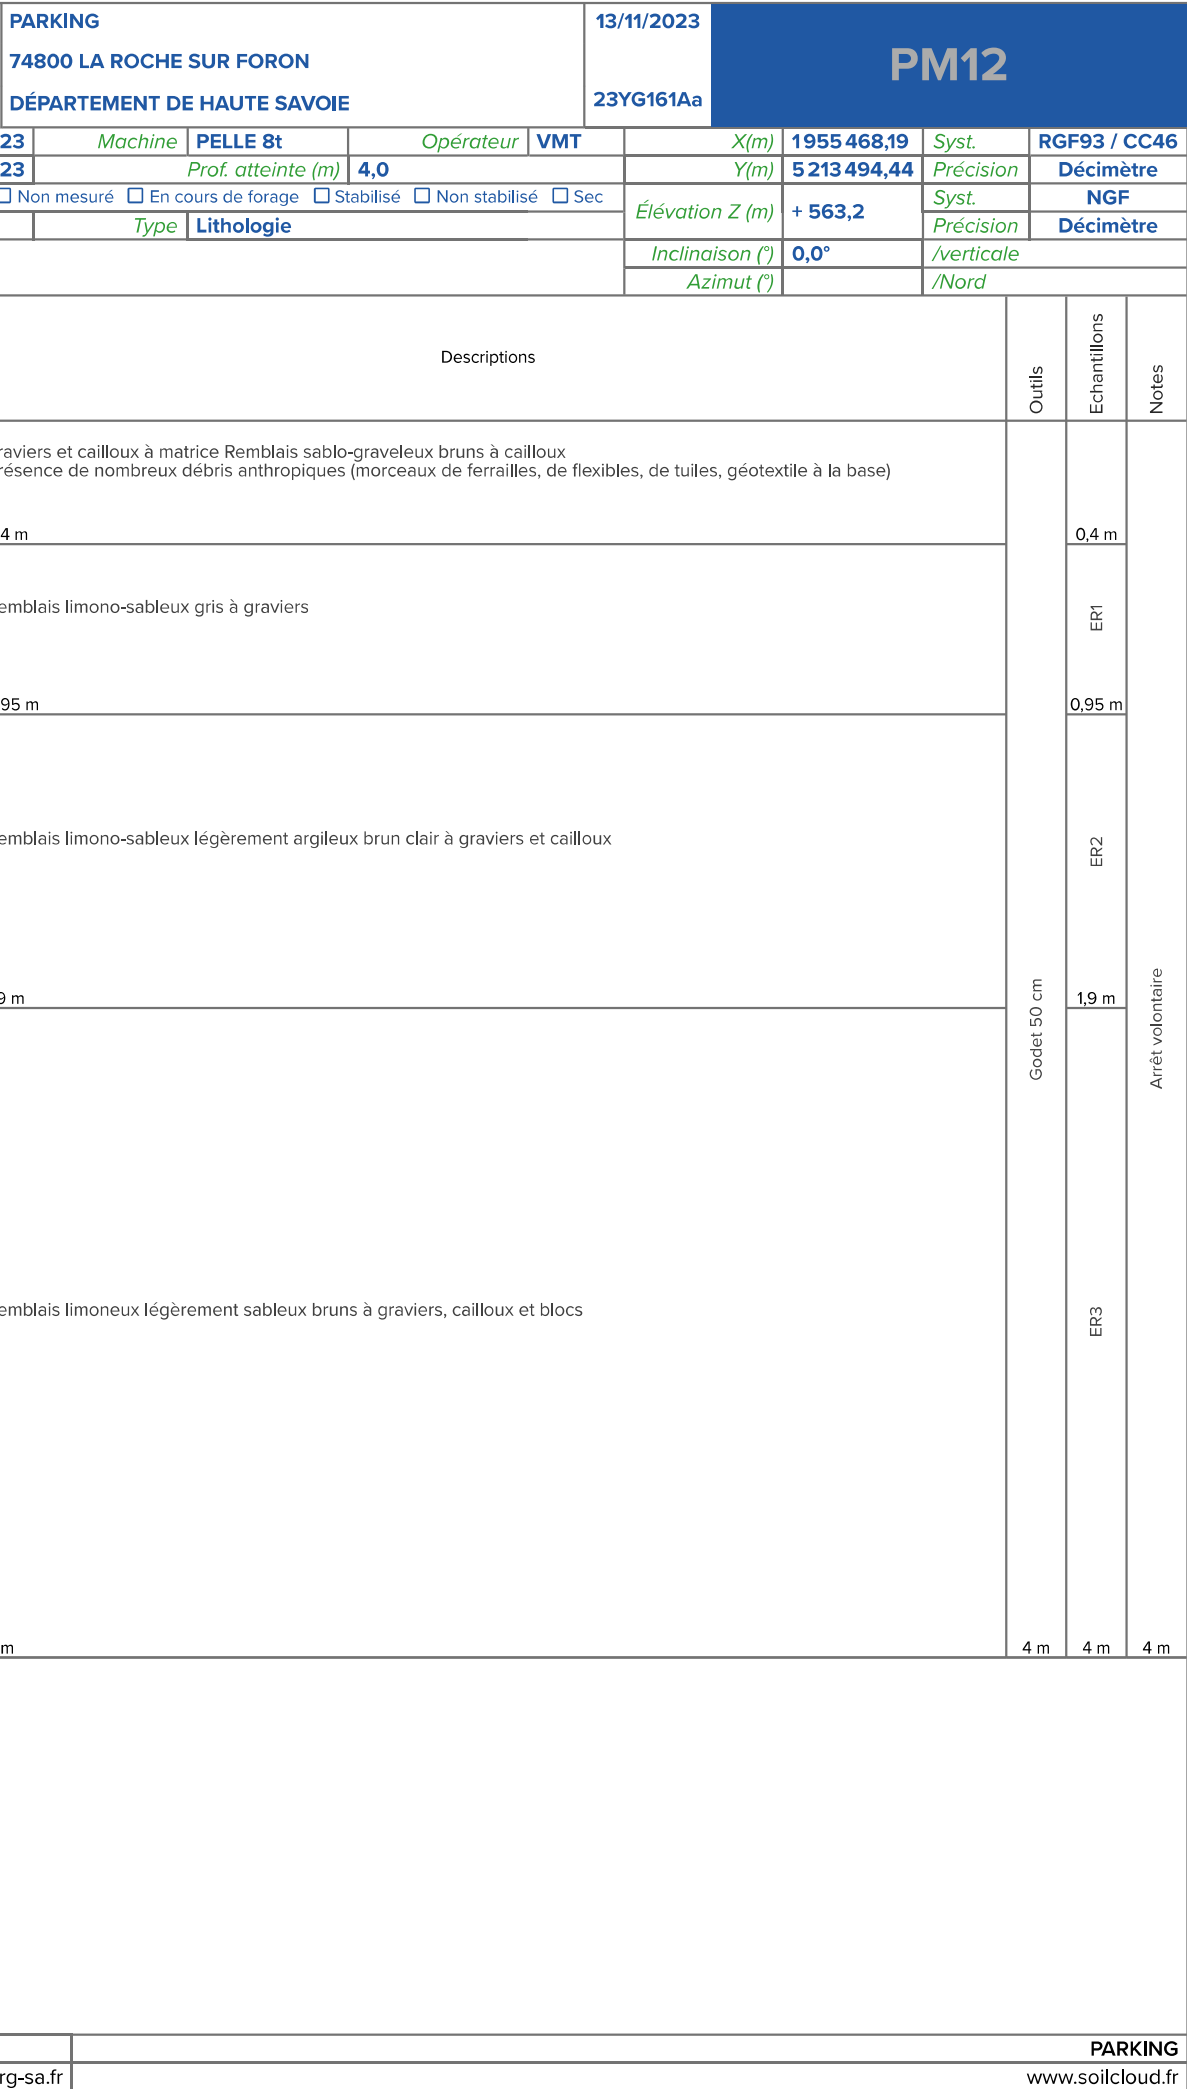 PARKING
13/11/2023
PM12
74800 LA ROCHE SUR FORON
DÉPARTEMENT DE HAUTE SAVOIE
23YG161Aa
23 Machine PELLE 8t Opérateur VMT X(m) 1 955 468,19 Syst. RGF93 / CC46
23 Prof. atteinte (m) 4,0 Y(m) 5 213 494,44 Précision Décimètre
Non mesuré En cours de forage Stabilisé Non stabilisé Sec Élévation Z (m) + 563,2 Syst. NGF
Type Lithologie Précision Décimètre
Inclinaison (°) 0,0° /verticale
Azimut (°) /Nord
Descriptions Outils Echantillons Notes
raviers et cailloux à matrice Remblais sablo-graveleux bruns à cailloux
résence de nombreux débris anthropiques (morceaux de ferrailles, de flexibles, de tuiles, géotextile à la base)
4 m 0,4 m
emblais limono-sableux gris à graviers ER1
95 m 0,95 m
emblais limono-sableux légèrement argileux brun clair à graviers et cailloux ER2
9 m 1,9 m
Godet 50 cm Arrêt volontaire
emblais limoneux légèrement sableux bruns à graviers, cailloux et blocs ER3
m 4 m 4 m 4 m
PARKING
rg-sa.fr www.soilcloud.fr